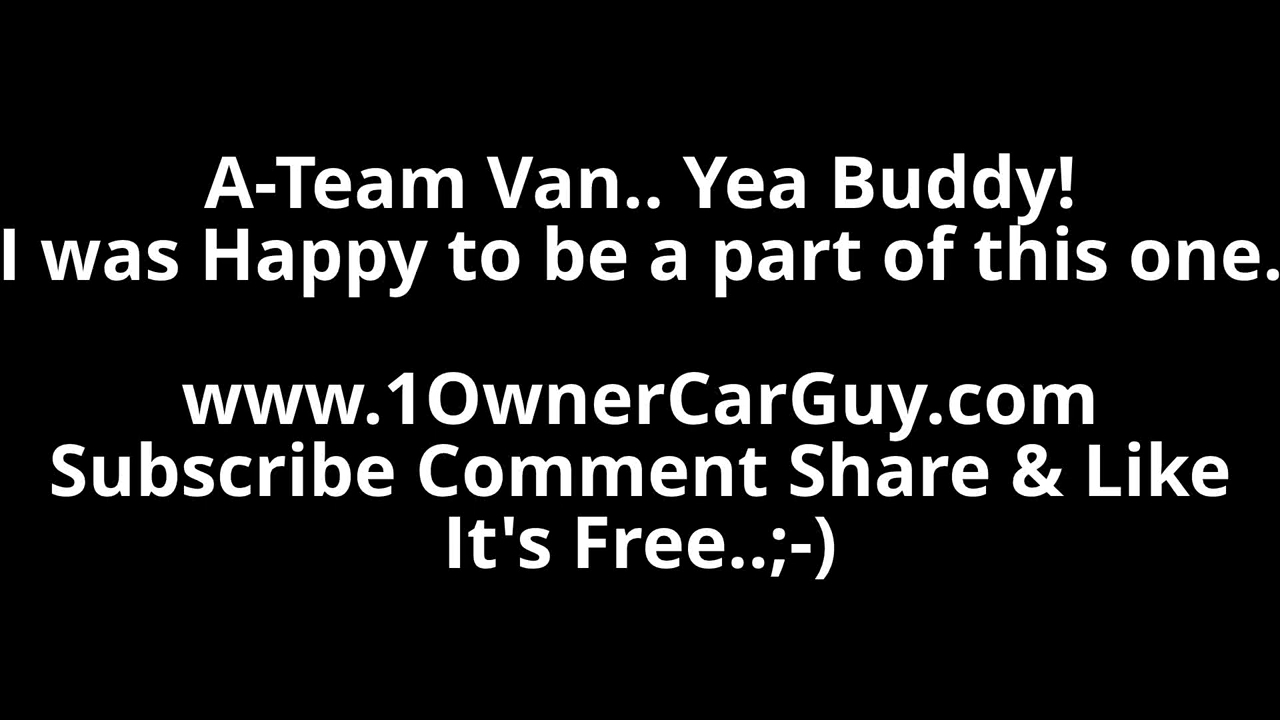 A-Team Van.. Yea Buddy!
I was Happy to be a part of this one.
www.1OwnerCarGuy.com
Subscribe Comment Share & Like
It's Free..;-)